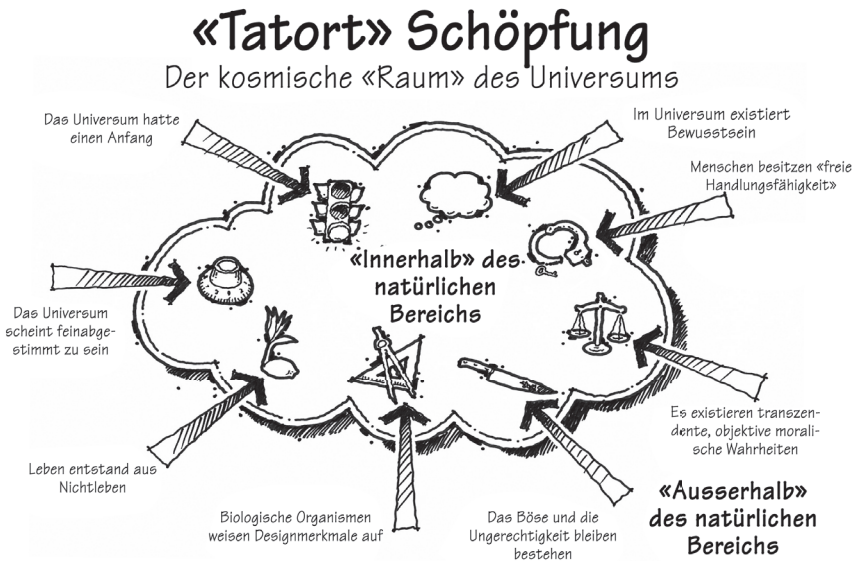 «Tatort» Schöpfung
Der kosmische «Raum» des Universums
Das Universum hatte
einen Anfang
Im Universum existiert
Bewusstsein
Menschen besitzen «freie
Handlungsfähigkeit»
«Innerhalb» des
natürlichen
Bereichs
Das Universum
scheint feinabge-
stimmt zu sein
Es existieren transzen-
dente, objektive morali-
sche Wahrheiten
Leben entstand aus
Nichtleben
Biologische Organismen
weisen Designmerkmale auf
Das Böse und die
Ungerechtigkeit bleiben
bestehen
«Ausserhalb»
des natürlichen
Bereichs